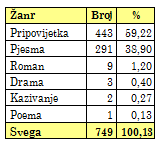 Žanr Broj %
Pripovijetka 443 59,22
Pjesma 291 38,90
Roman 9 1,20
Drama 3 0,40
Kazivanje 2 0,27
Poema 1 0,13
Svega 749 100,13